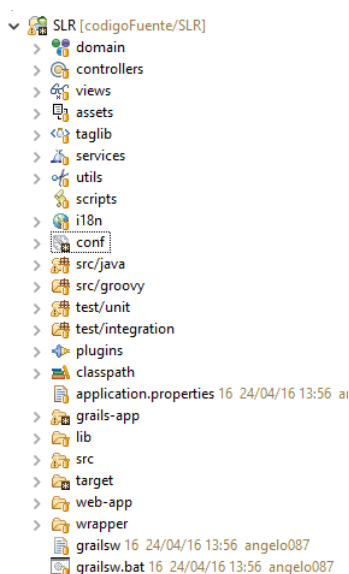 SLR [codigoFuente/SLR]
domain
controllers
views
assets
taglib
services
utils
scripts
i18n
conf
src/java
src/groovy
test/unit
test/integration
plugins
classpath
application.properties 16 24/04/16 13:56 a
grails-app
lib
src
target
web-app
wrapper
grailsw 16 24/04/16 13:56 angelo087
grailsw.bat 16 24/04/16 13:56 angelo087